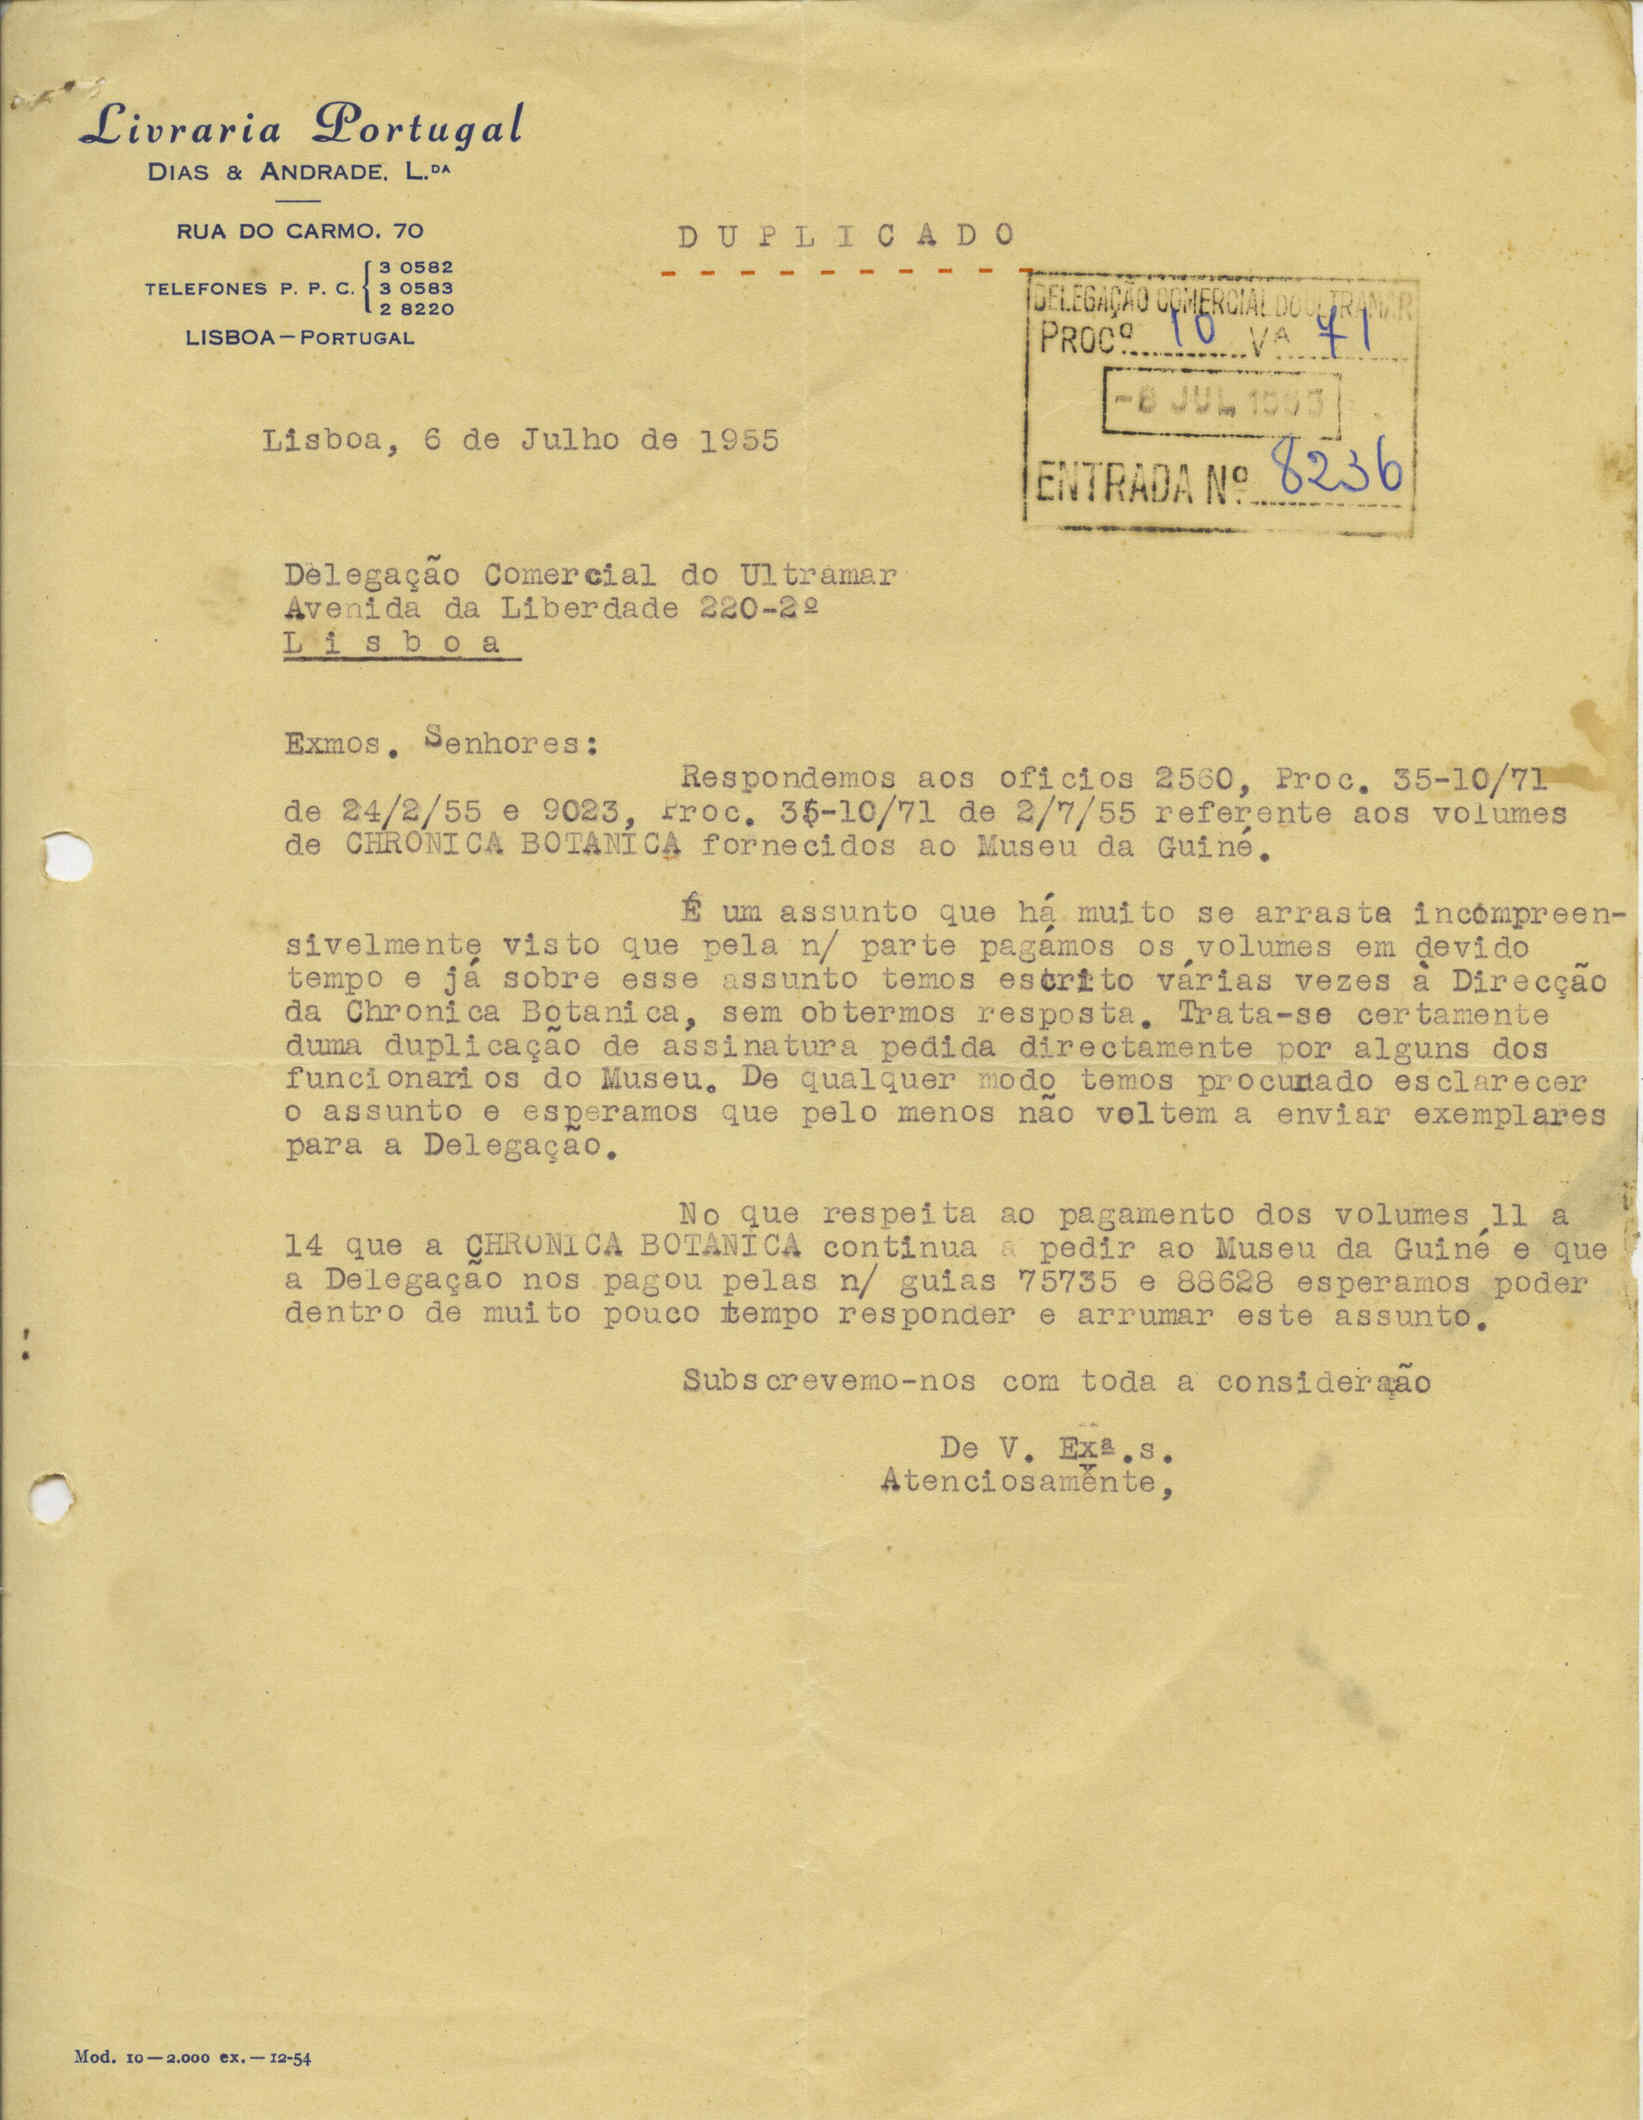 Livraria Portugal
DIAS & ANDRADE, L.DA
RUA DO CARMO, 70
TELEFONES P. P. C. { 3 0582
3 0583
2 8220
LISBOA—PORTUGAL
D U P L I C A D O
DELEGAÇÃO COMERCIAL DO ULTRAMAR
PROCº 10 Vª 71
-8 JUL
ENTRADA Nº 8236
Lisboa, 6 de Julho de 1955
Delegação Comercial do Ultramar
Avenida da Liberdade 220-2º
L i s b o a
Exmos. Senhores:
Respondemos aos oficios 2560, Proc. 35-10/71
de 24/2/55 e 9023, Proc. 35-10/71 de 2/7/55 referente aos volumes
de CHRONICA BOTANICA fornecidos ao Museu da Guiné.
É um assunto que há muito se arrasta incompreen-
sivelmente visto que pela n/ parte pagámos os volumes em devido
tempo e já sobre esse assunto temos escrito várias vezes à Direcção
da Chronica Botanica, sem obtermos resposta. Trata-se certamente
duma duplicação de assinatura pedida directamente por alguns dos
funcionarios do Museu. De qualquer modo temos procurado esclarecer
o assunto e esperamos que pelo menos não voltem a enviar exemplares
para a Delegação.
No que respeita ao pagamento dos volumes 11 a
14 que a CHRONICA BOTANICA continua a pedir ao Museu da Guiné e que
a Delegação nos pagou pelas n/ guias 75735 e 88628 esperamos poder
dentro de muito pouco tempo responder e arrumar este assunto.
Subscrevemo-nos com toda a consideração
De V. Exª.s.
Atenciosamente,
Mod. 10—2.000 ex.—12-54